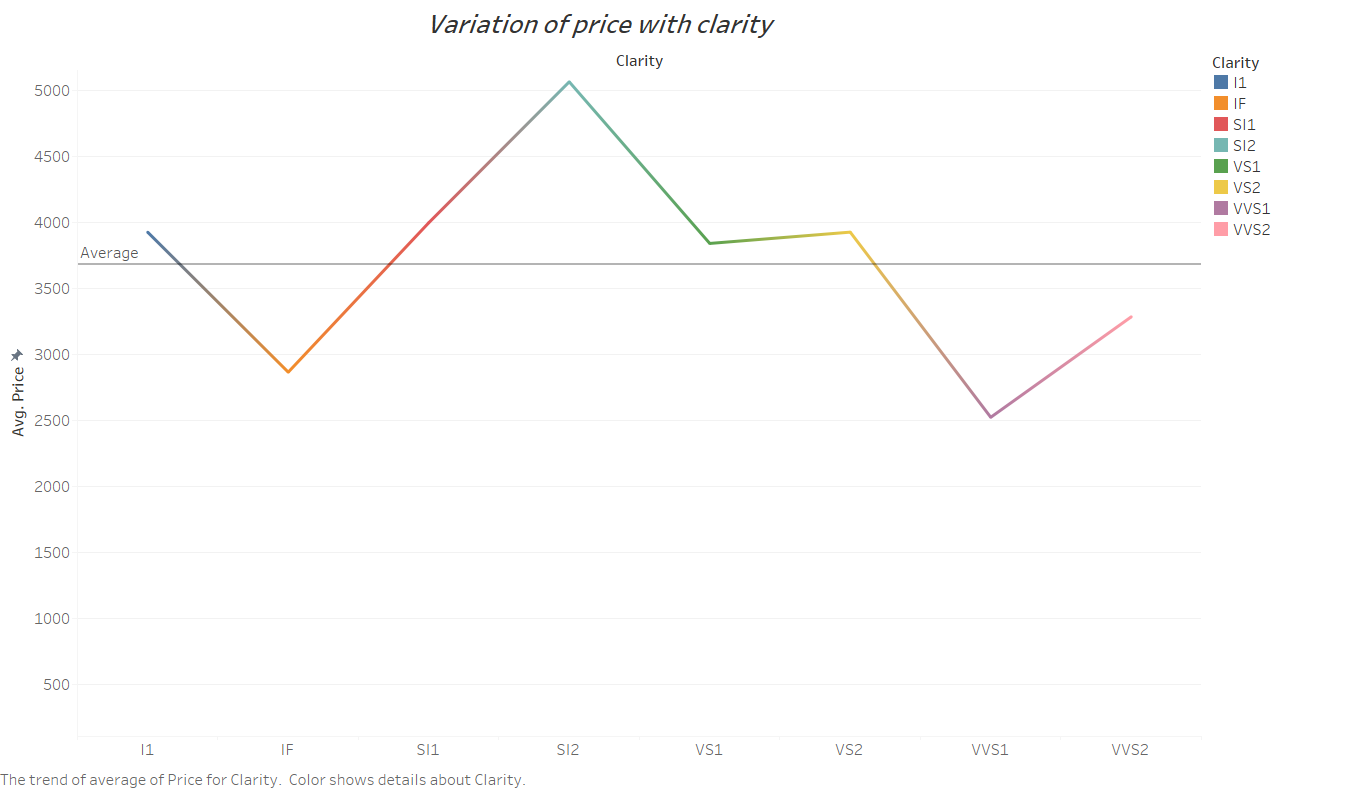 Variation of price with clarity
Clarity
Clarity
I1
IF
SI1
SI2
VS1
VS2
VVS1
VVS2
5000
4500
4000
Average
3500
3000
2500
2000
1500
1000
500
Avg. Price
I1 IF SI1 SI2 VS1 VS2 VVS1 VVS2
The trend of average of Price for Clarity. Color shows details about Clarity.